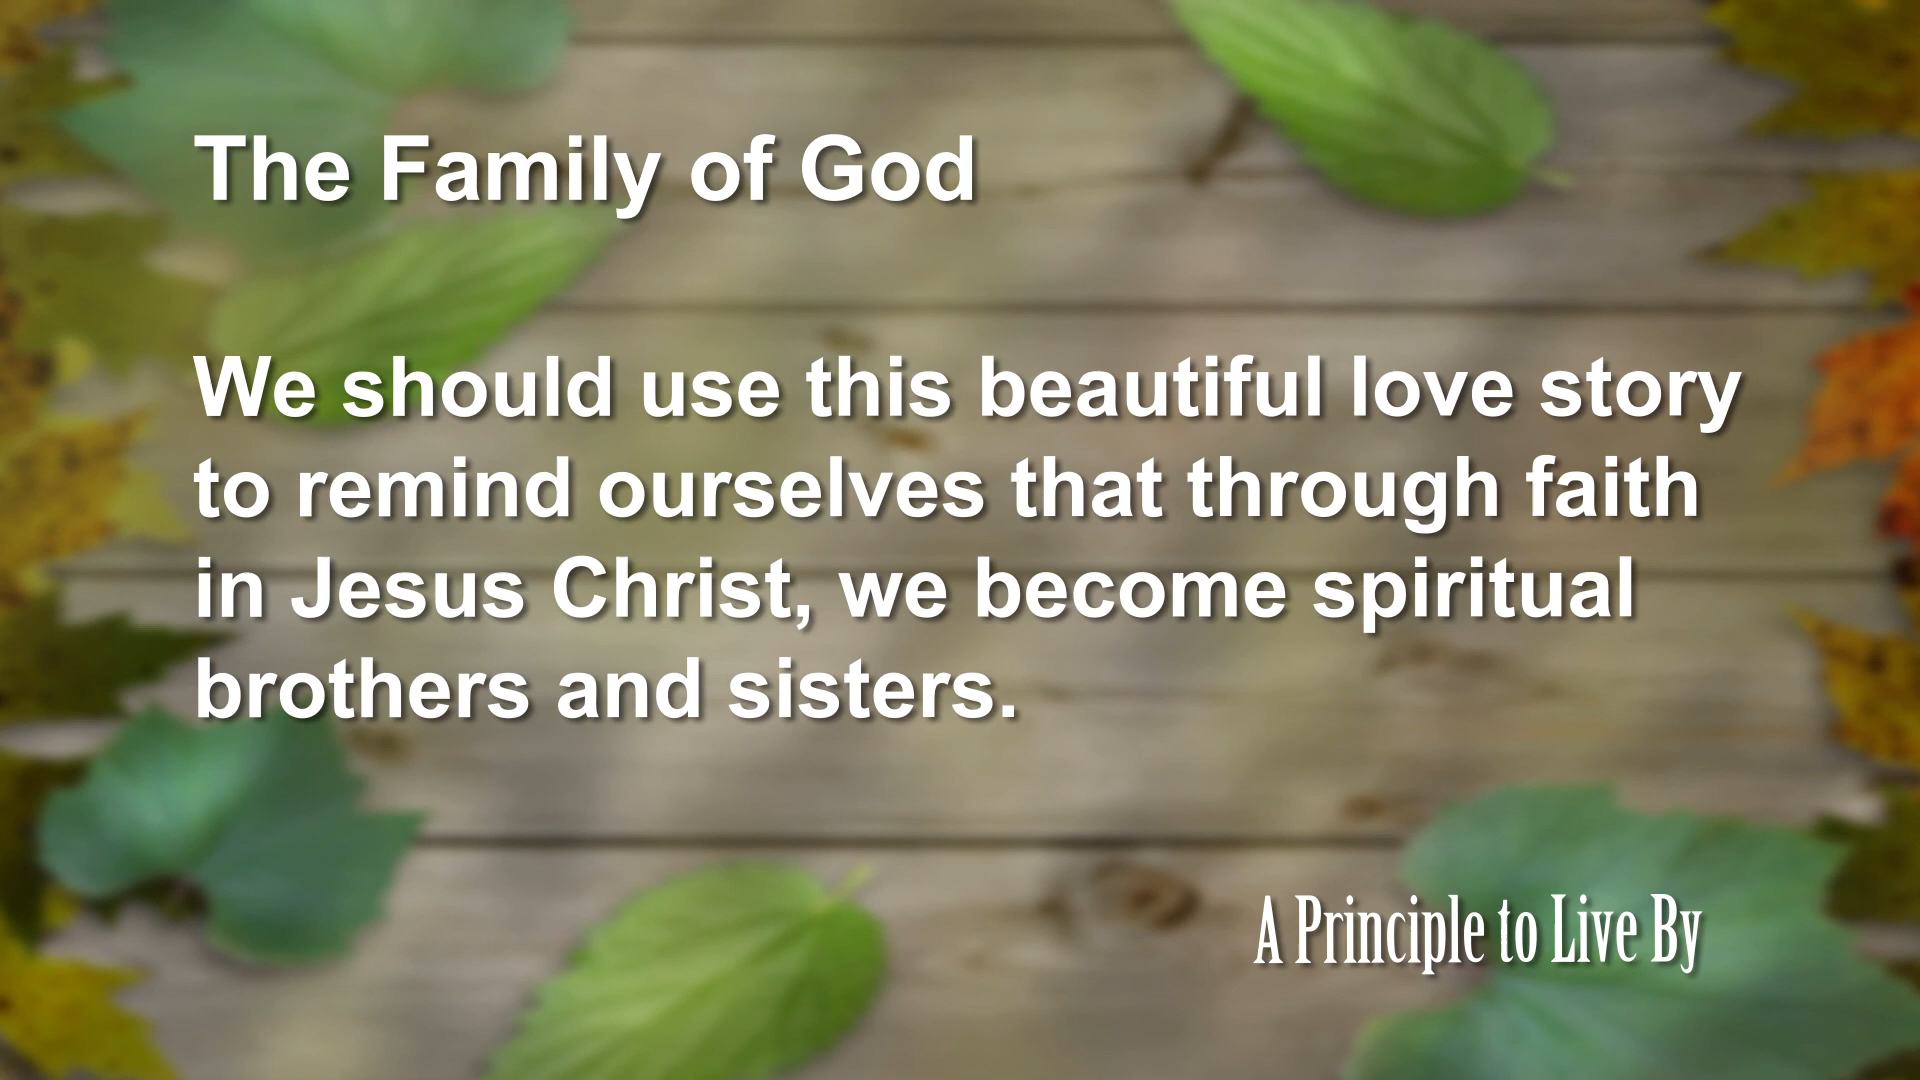 The Family of God
We should use this beautiful love story
to remind ourselves that through faith
in Jesus Christ, we become spiritual
brothers and sisters.
A Principle to Live By